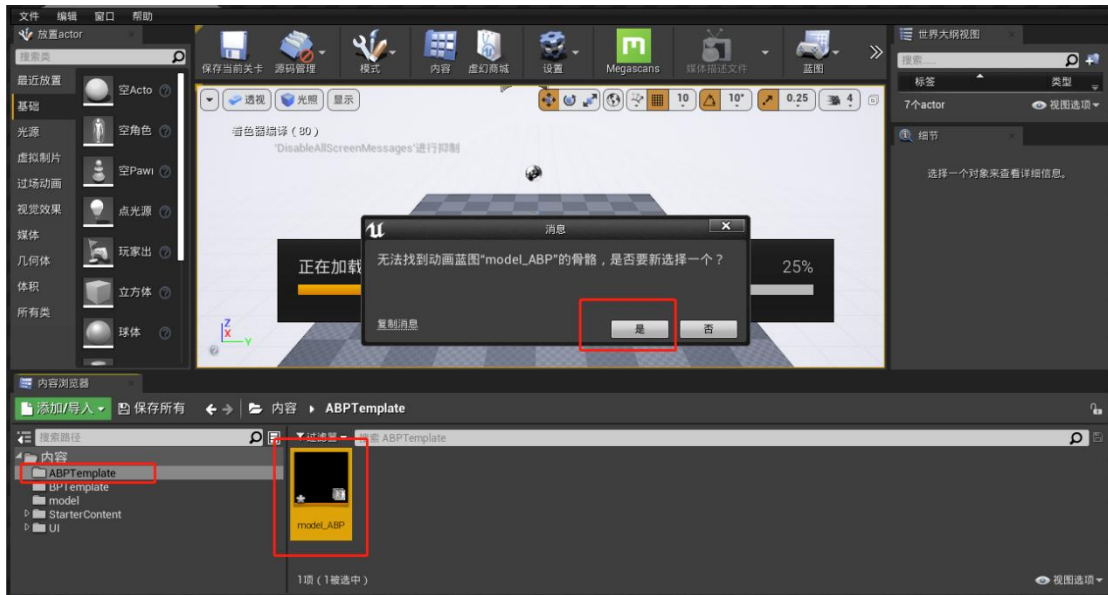 文件 编辑 窗口 帮助
放置actor
搜索类
最近放置
基础
光源
虚拟制片
过场动画
视觉效果
媒体
几何体
体积
所有类
空Acto
空角色
空Pawı
点光源
玩家出
立方体
球体
保存当前关卡 源码管理 模式 内容 虚幻商城 设置 Megascans 媒体描述文件 蓝图
透视 光照 显示 10 10° 0.25 4
着色器编译(80)
'DisableAllScreenMessages'进行抑制
正在加载
25%
消息
无法找到动画蓝图“model_ABP”的骨骼，是否要新选择一个？
复制消息
是 否
Z
X
Y
世界大纲视图
搜索......
标签 类型
7个actor 视图选项
细节
选择一个对象来查看详细信息。
内容浏览器
添加/导入 保存所有 内容 ABPTemplate
搜索路径
过滤器 搜索 ABPTemplate
内容
ABPTemplate
BPTemplate
model
StarterContent
UI
model_ABP
1项(1被选中)
视图选项